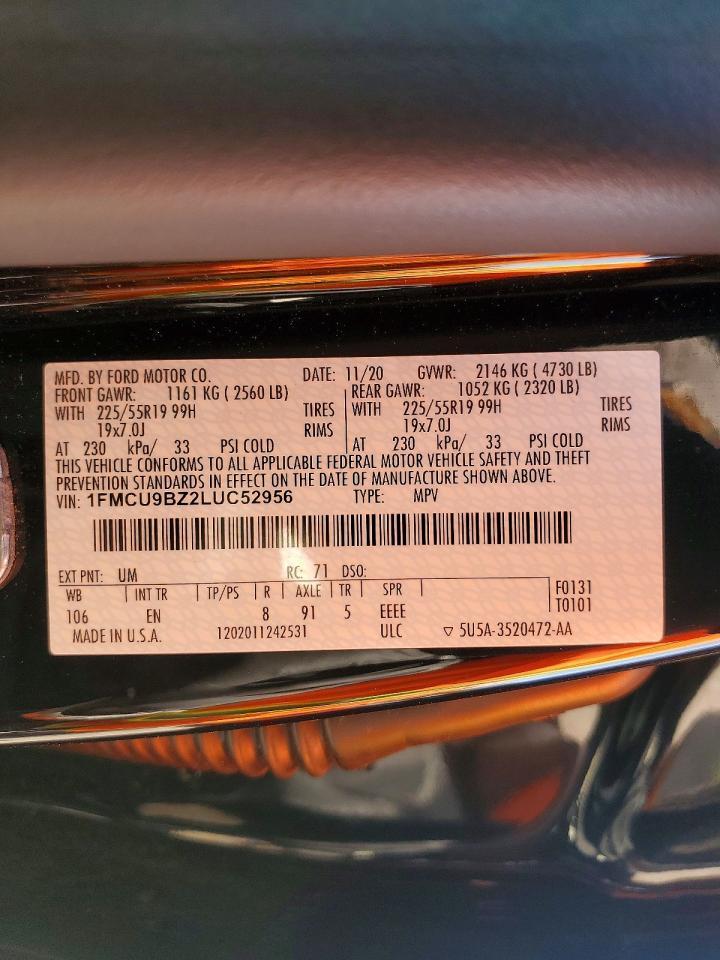 MFD. BY FORD MOTOR CO. DATE: 11/20 GVWR: 2146 KG ( 4730 LB)
FRONT GAWR: 1161 KG ( 2560 LB) REAR GAWR: 1052 KG ( 2320 LB)
WITH 225/55R19 99H TIRES WITH 225/55R19 99H TIRES
19x7.0J RIMS 19x7.0J RIMS
AT 230 kPa/ 33 PSI COLD AT 230 kPa/ 33 PSI COLD
THIS VEHICLE CONFORMS TO ALL APPLICABLE FEDERAL MOTOR VEHICLE SAFETY AND THEFT
PREVENTION STANDARDS IN EFFECT ON THE DATE OF MANUFACTURE SHOWN ABOVE.
VIN: 1FMCU9BZ2LUC52956 TYPE: MPV
EXT PNT: UM RC: 71 DSO:
WB INT TR TP/PS R AXLE TR SPR F0131
106 EN 8 91 5 EEEE T0101
MADE IN U.S.A. 1202011242531 ULC ▽ 5U5A-3520472-AA